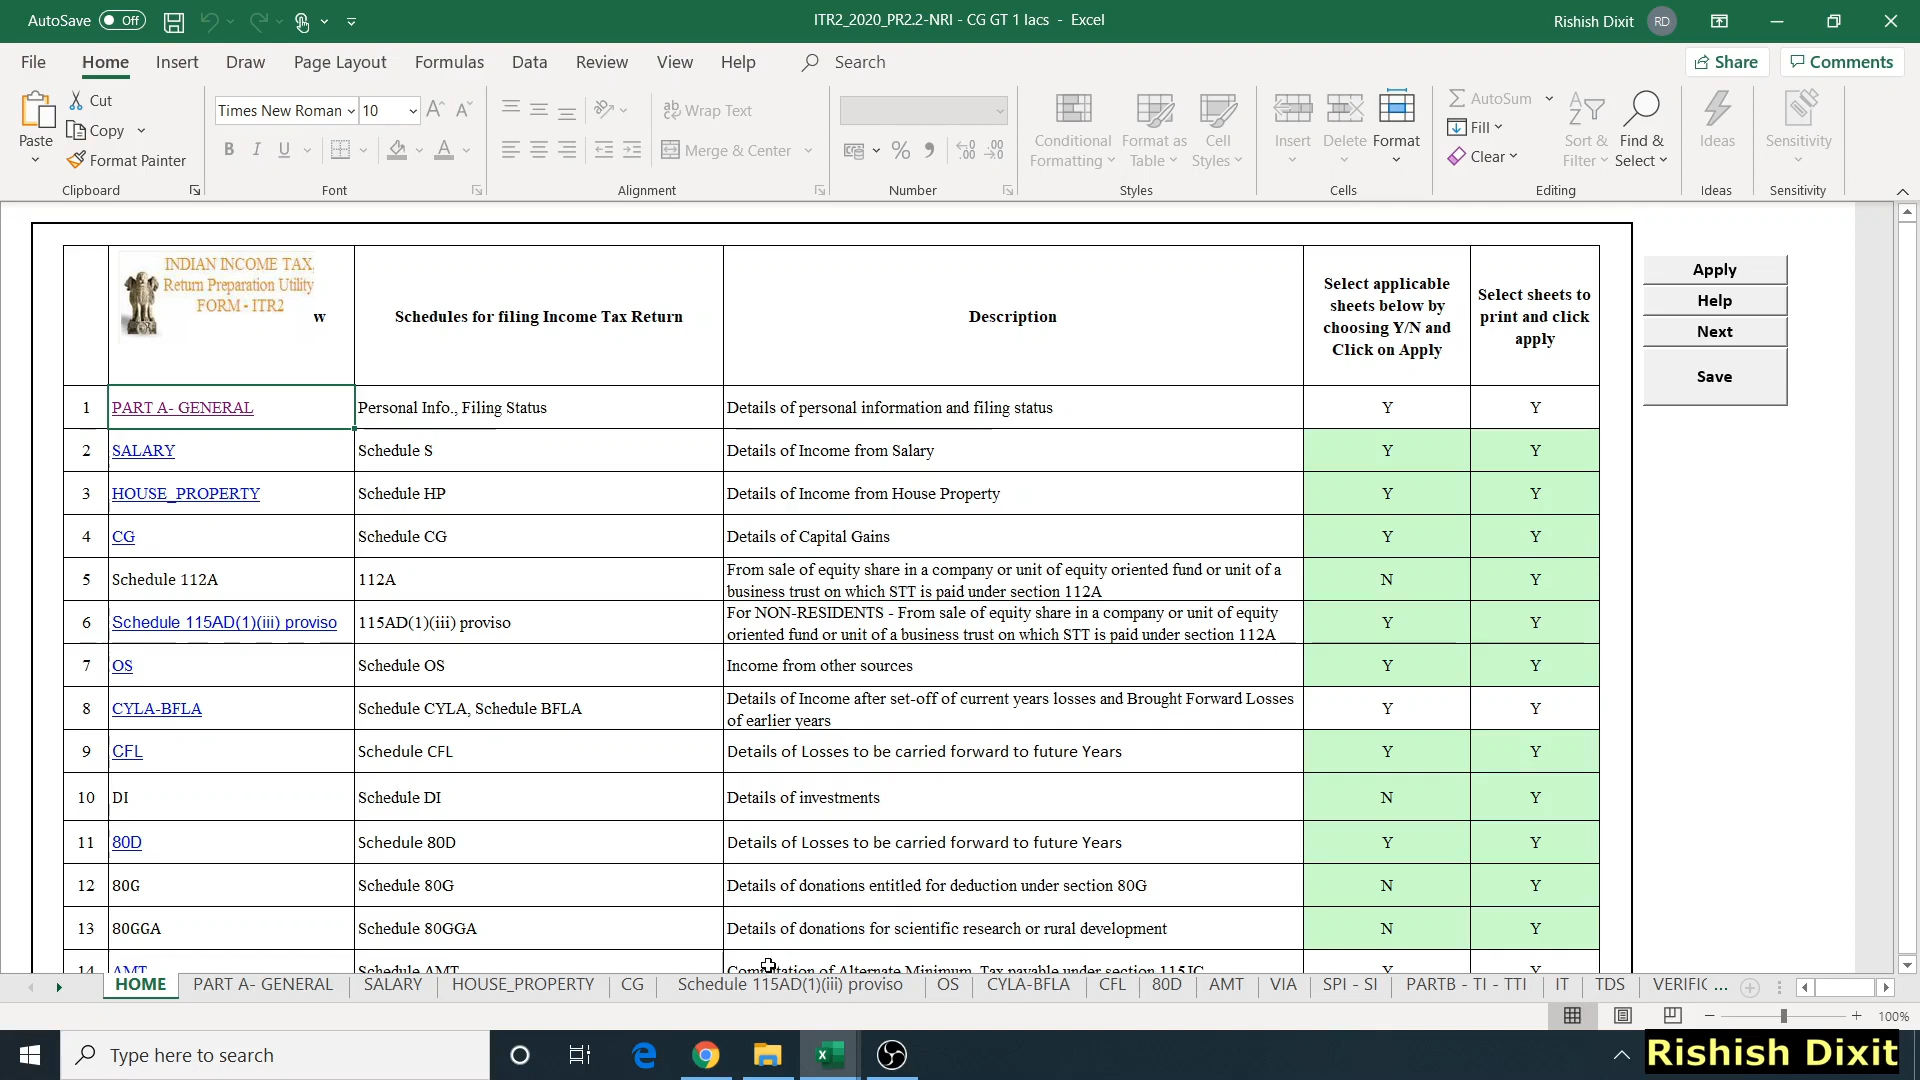 AutoSave Off ITR2_2020_PR2.2-NRI - CG GT 1 lacs - Excel Rishish Dixit RD
File Home Insert Draw Page Layout Formulas Data Review View Help Search Share Comments
Cut Times New Roman 10 Wrap Text AutoSum
Paste Copy Conditional Format as Cell Insert Delete Format Fill Sort & Find & Ideas Sensitivity
Format Painter B I U Merge & Center % Formatting Table Styles Clear Filter Select
Clipboard Font Alignment Number Styles Cells Editing Ideas Sensitivity
INDIAN INCOME TAX
Return Preparation Utility
FORM - ITR2
w
Schedules for filing Income Tax Return
Description
Select applicable
sheets below by
choosing Y/N and
Click on Apply
Select sheets to
print and click
apply
Apply
Help
Next
Save
1 PART A- GENERAL Personal Info., Filing Status Details of personal information and filing status Y Y
2 SALARY Schedule S Details of Income from Salary Y Y
3 HOUSE_PROPERTY Schedule HP Details of Income from House Property Y Y
4 CG Schedule CG Details of Capital Gains Y Y
5 Schedule 112A 112A From sale of equity share in a company or unit of equity oriented fund or unit of a
business trust on which STT is paid under section 112A N Y
6 Schedule 115AD(1)(iii) proviso 115AD(1)(iii) proviso For NON-RESIDENTS - From sale of equity share in a company or unit of equity
oriented fund or unit of a business trust on which STT is paid under section 112A Y Y
7 OS Schedule OS Income from other sources Y Y
8 CYLA-BFLA Schedule CYLA, Schedule BFLA Details of Income after set-off of current years losses and Brought Forward Losses
of earlier years Y Y
9 CFL Schedule CFL Details of Losses to be carried forward to future Years Y Y
10 DI Schedule DI Details of investments N Y
11 80D Schedule 80D Details of Losses to be carried forward to future Years Y Y
12 80G Schedule 80G Details of donations entitled for deduction under section 80G N Y
13 80GGA Schedule 80GGA Details of donations for scientific research or rural development N Y
14 AMT Schedule AMT Computation of Alternate Minimum Tax payable under section 115JC Y Y
HOME PART A- GENERAL SALARY HOUSE_PROPERTY CG Schedule 115AD(1)(iii) proviso OS CYLA-BFLA CFL 80D AMT VIA SPI - SI PARTB - TI - TTI IT TDS VERIFIC ...
100%
Type here to search Rishish Dixit